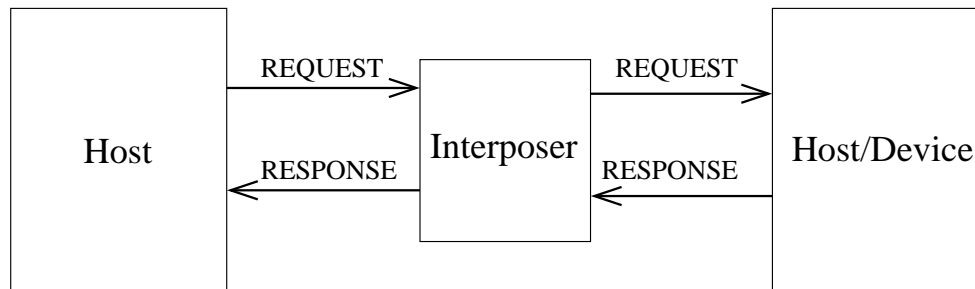 REQUEST
REQUEST
Host
Interposer
Host/Device
RESPONSE
RESPONSE